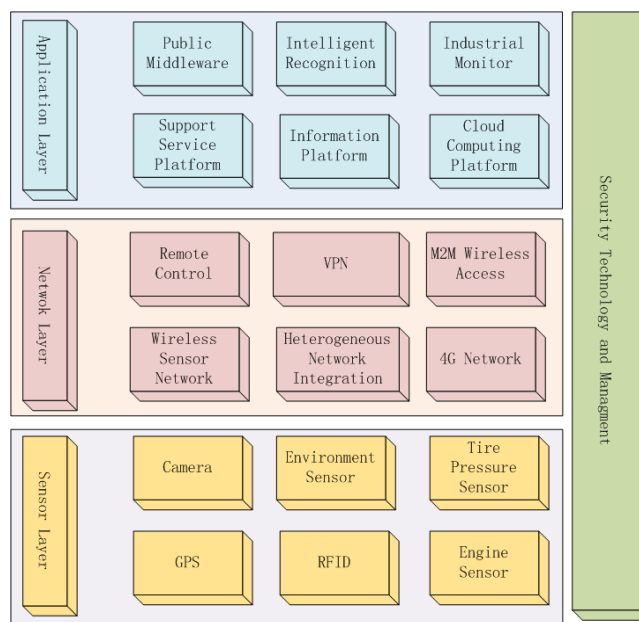 Application Layer
Public
Middleware
Intelligent
Recognition
Industrial
Monitor
Support
Service
Platform
Information
Platform
Cloud
Computing
Platform
Netwok Layer
Remote
Control
VPN
M2M Wireless
Access
Wireless
Sensor
Network
Heterogeneous
Network
Integration
4G Network
Sensor Layer
Camera
Environment
Sensor
Tire
Pressure
Sensor
GPS
RFID
Engine
Sensor
Security Technology and Managment